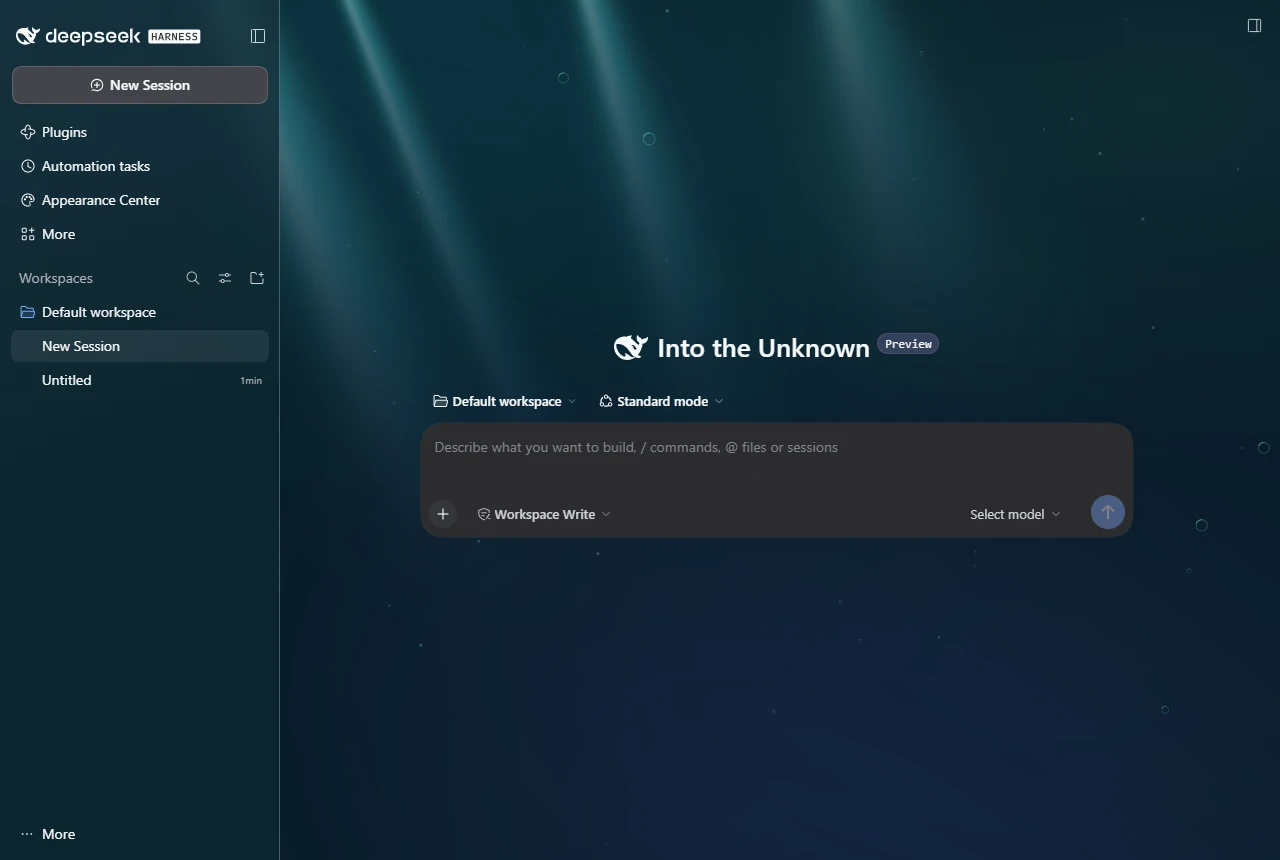 deepseek HARNESS
New Session
Plugins
Automation tasks
Appearance Center
More
Workspaces
Default workspace
New Session
Untitled 1min
More
Into the Unknown Preview
Default workspace Standard mode
Describe what you want to build, / commands, @ files or sessions
Workspace Write Select model